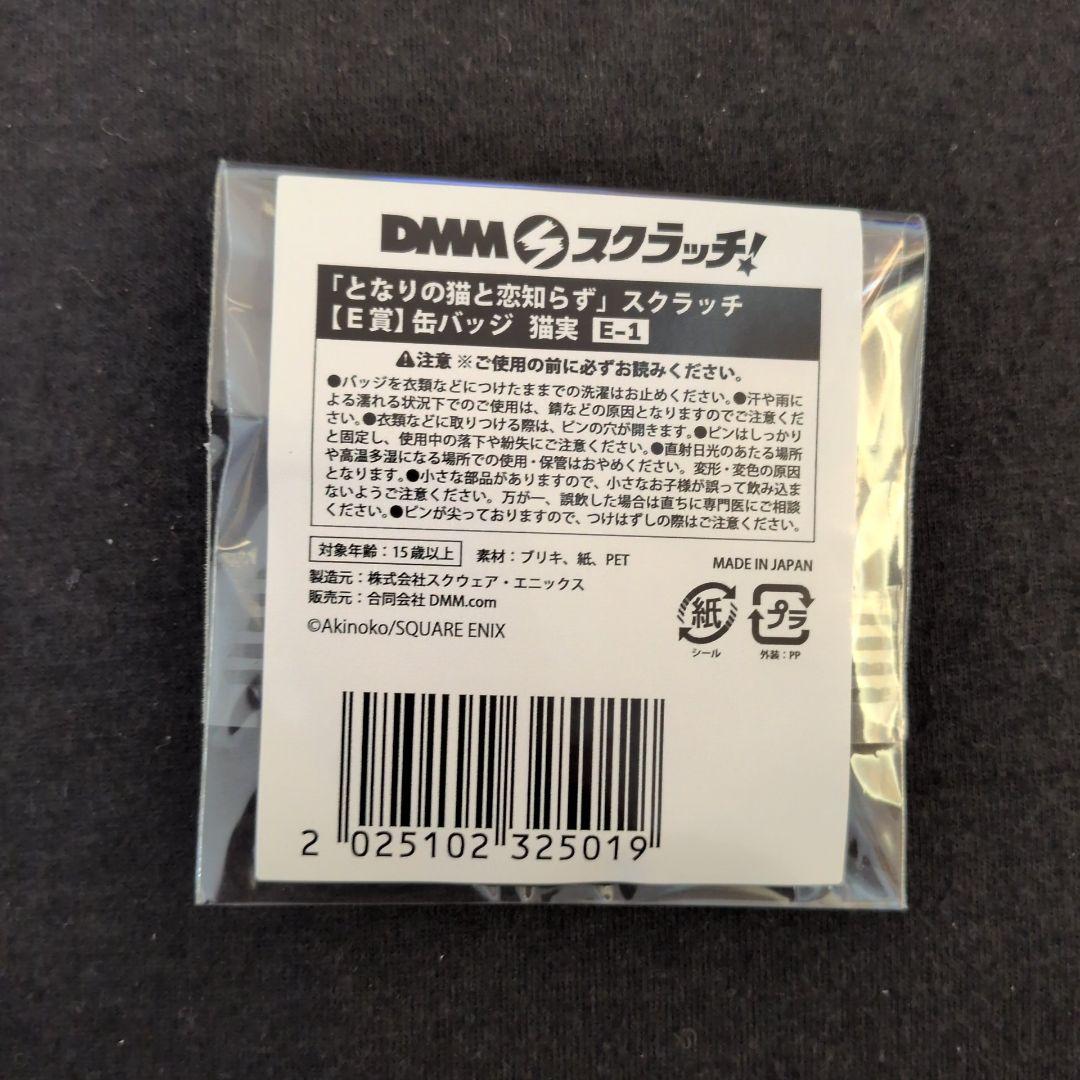 DMMスクラッチ!
「となりの猫と恋知らず」スクラッチ
【E賞】缶バッジ 猫実 E-1
注意 ※ご使用の前に必ずお読みください。
●バッジを衣類などにつけたままでの洗濯はお止めください。●汗や雨に
よる濡れる状況下でのご使用は、錆などの原因となりますのでご注意くだ
さい。●衣類などに取りつける際は、ピンの穴が開きます。●ピンはしっかり
と固定し、使用中の落下や紛失にご注意ください。●直射日光のあたる場所
や高温多湿になる場所での使用・保管はおやめください。変形・変色の原因
となります。●小さな部品がありますので、小さなお子様が誤って飲み込ま
ないようご注意ください。万が一、誤飲した場合は直ちに専門医にご相談
ください。●ピンが尖っておりますので、つけはずしの際はご注意ください。
対象年齢：15歳以上 素材：ブリキ、紙、PET MADE IN JAPAN
製造元：株式会社スクウェア・エニックス
販売元：合同会社 DMM.com
©Akinoko/SQUARE ENIX
紙 プラ
シール 外装：PP
2 025102 325019